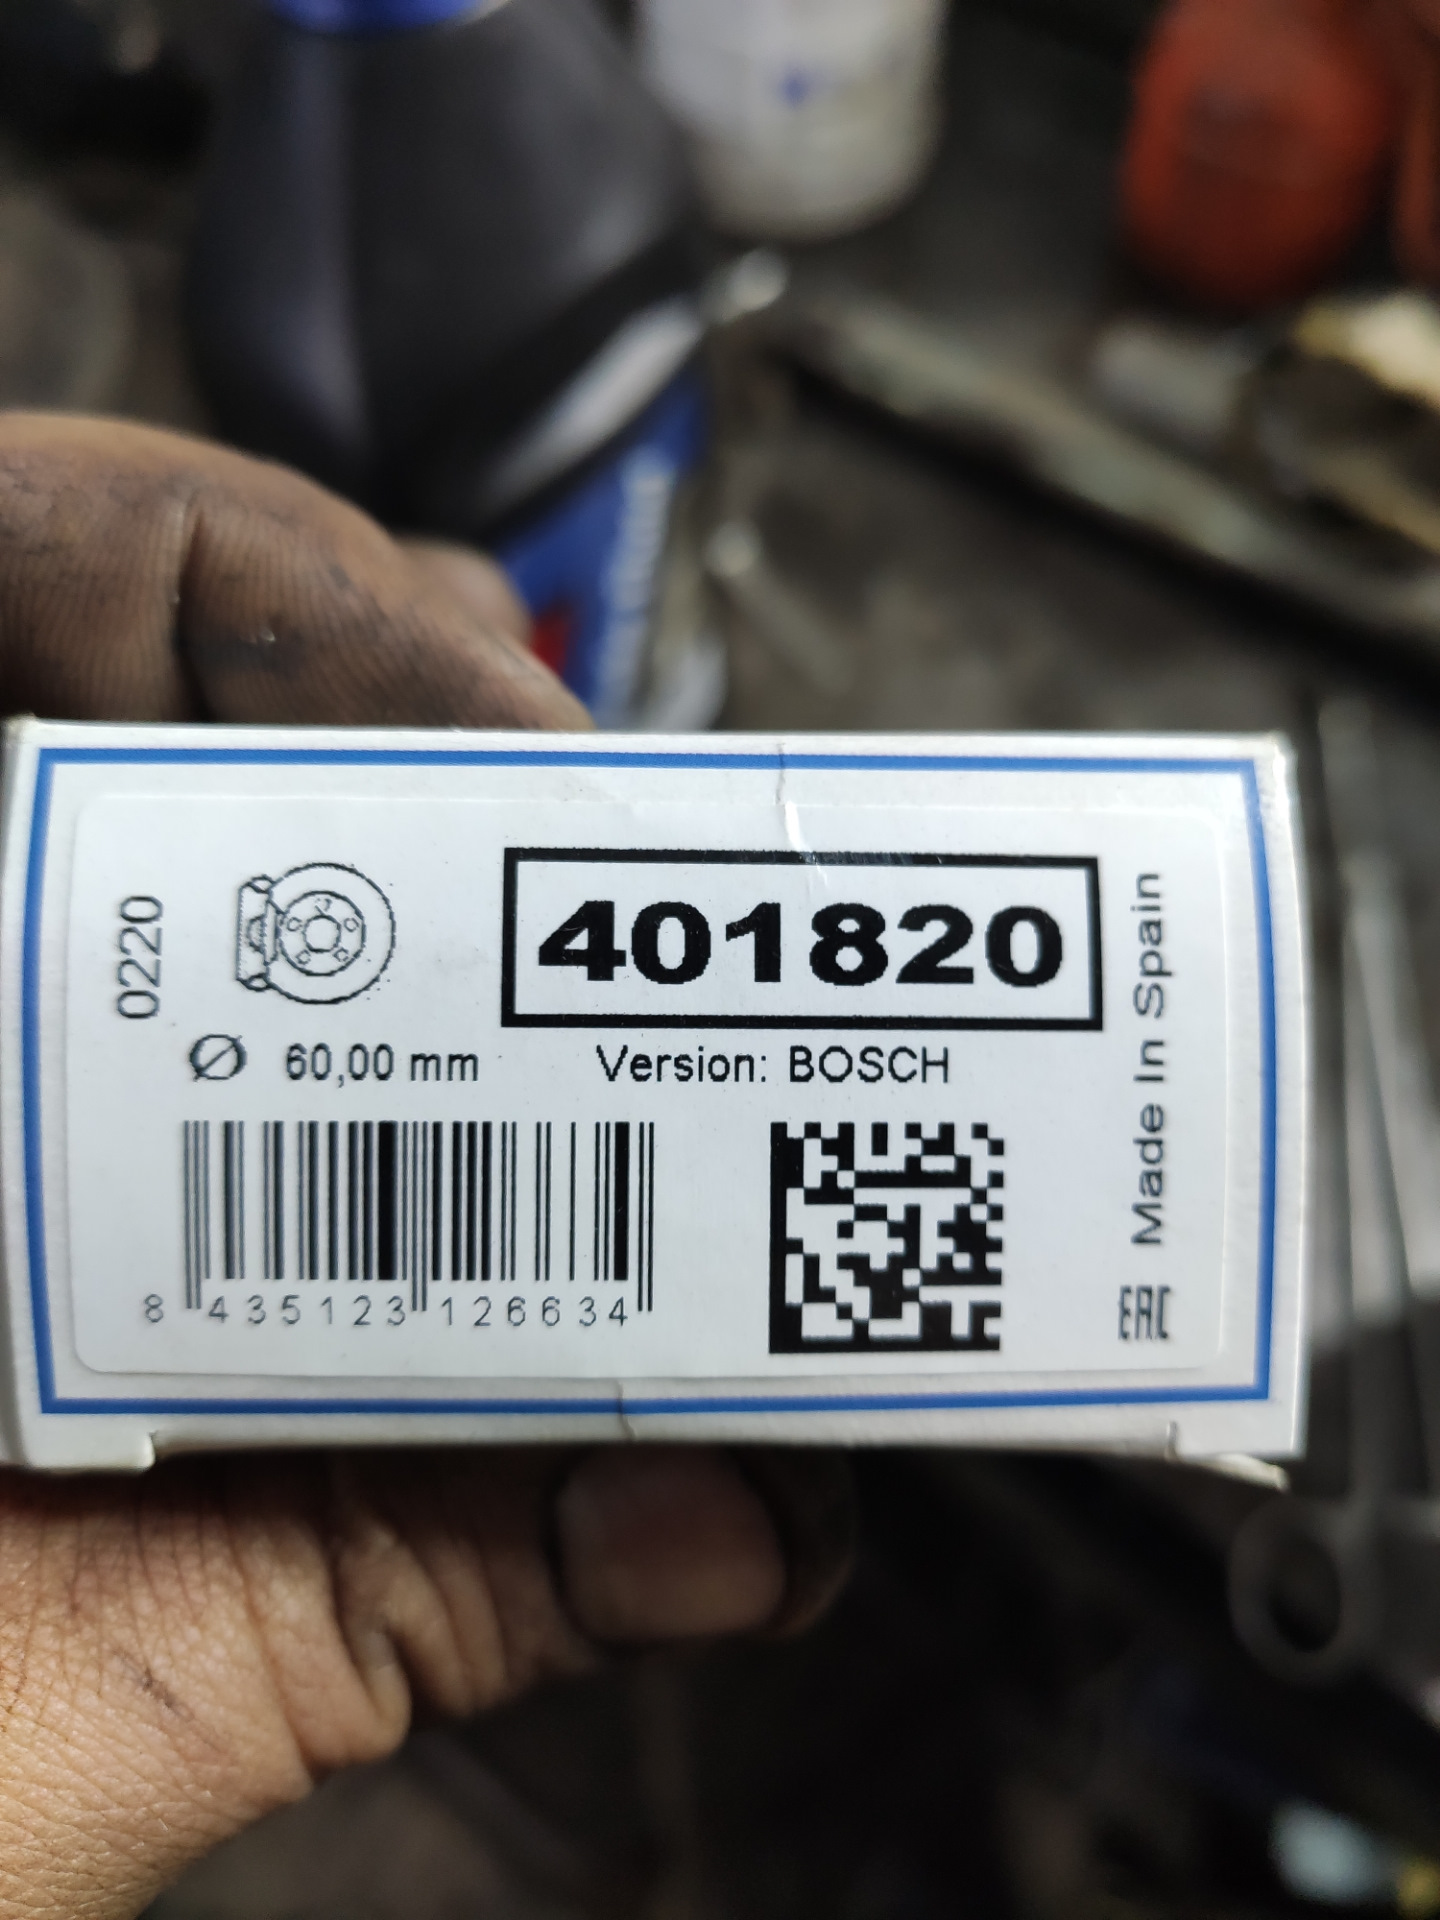 0220
401820
Ø 60,00 mm
Version: BOSCH
8 435123 126634
Made In Spain
EAC